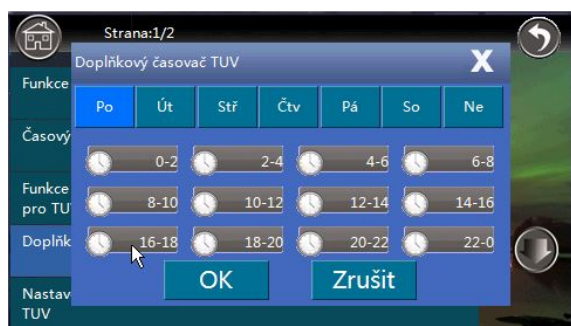 Strana:1/2
Doplňkový časovač TUV
X
Funkce
Po Út Stř Čtv Pá So Ne
Časový
0-2 2-4 4-6 6-8
Funkce
pro TU
8-10 10-12 12-14 14-16
Doplňk
16-18 18-20 20-22 22-0
OK Zrušit
Nastav
TUV